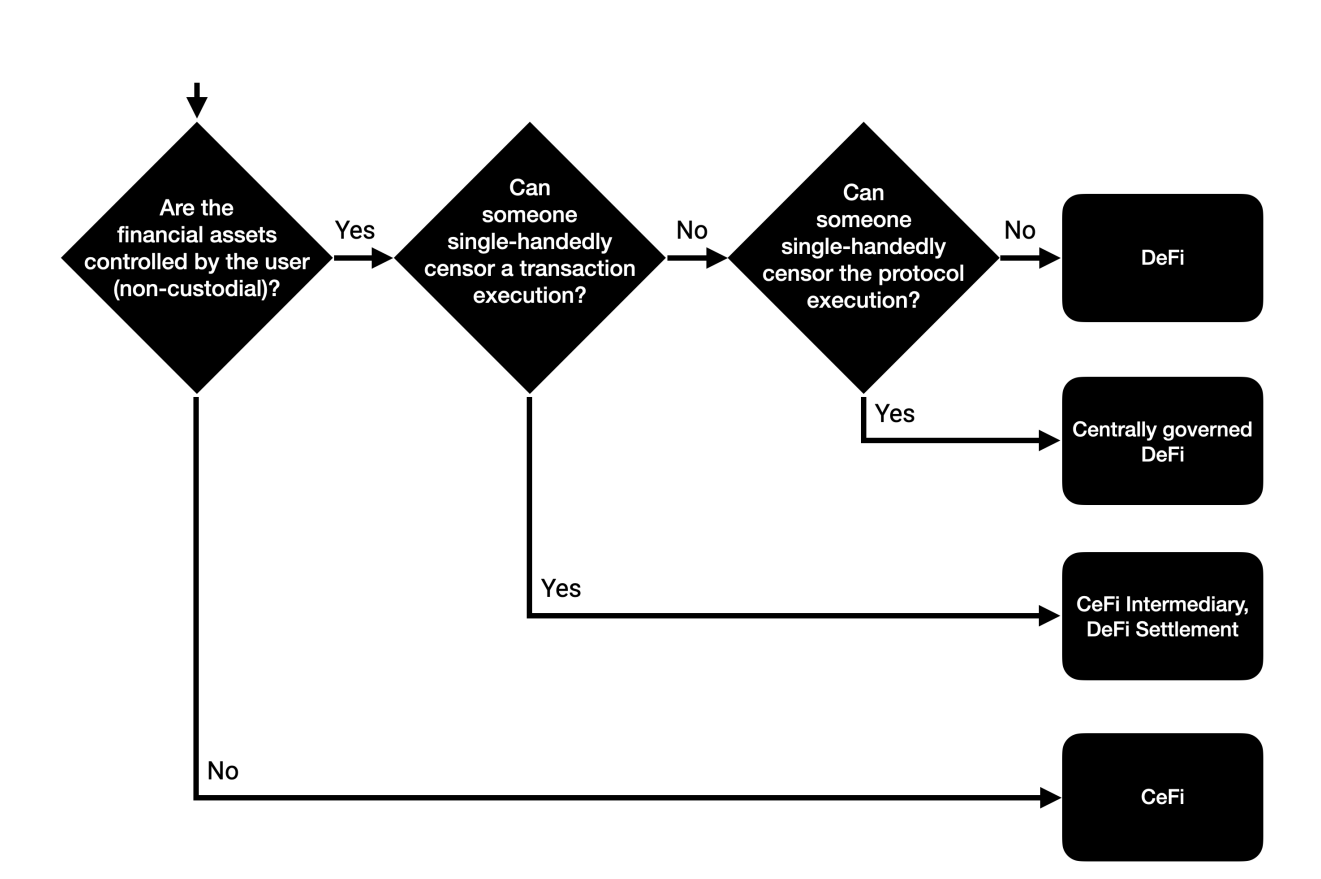 Are the
financial assets
controlled by the user
(non-custodial)?
Yes
Can
someone
single-handedly
censor a transaction
execution?
No
Can
someone
single-handedly
censor the protocol
execution?
No
DeFi
Yes
Centrally governed
DeFi
Yes
CeFi Intermediary,
DeFi Settlement
No
CeFi